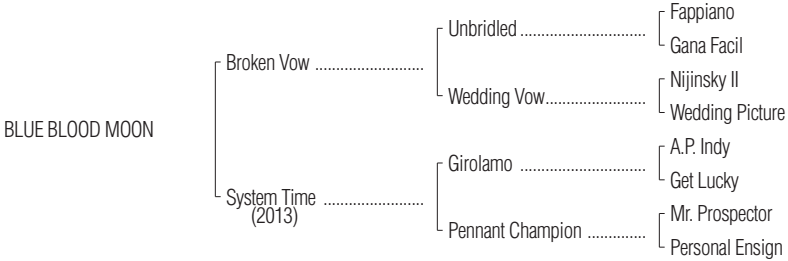 Fappiano
Unbridled
Gana Facil
Broken Vow
Nijinsky II
Wedding Vow
Wedding Picture
BLUE BLOOD MOON
A.P. Indy
Girolamo
Get Lucky
System Time
(2013)
Mr. Prospector
Pennant Champion
Personal Ensign